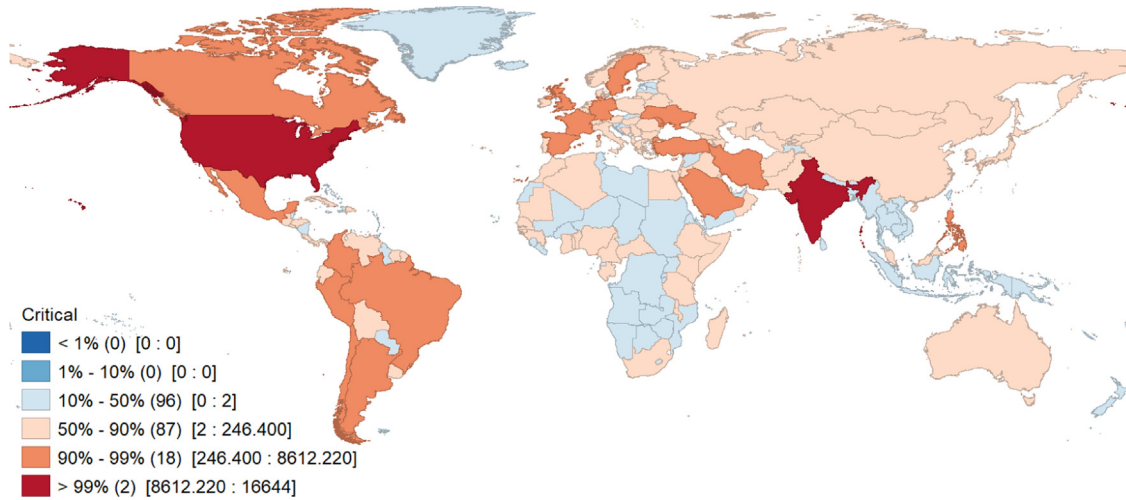 Critical
< 1% (0) [0 : 0]
1% - 10% (0) [0 : 0]
10% - 50% (96) [0 : 2]
50% - 90% (87) [2 : 246.400]
90% - 99% (18) [246.400 : 8612.220]
> 99% (2) [8612.220 : 16644]